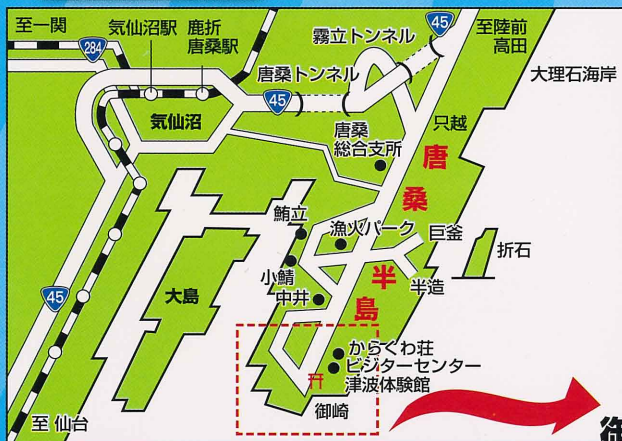 至一関
284
気仙沼駅
鹿折
唐桑駅
霧立トンネル
45
至陸前
高田
大理石海岸
唐桑トンネル
45
気仙沼
唐桑
総合支所
只越
唐桑半島
鮪立
漁火パーク
巨釜
折石
小鯖
半造
大島
中井
45
からくわ荘
ビジターセンター
津波体験館
御崎
至 仙台